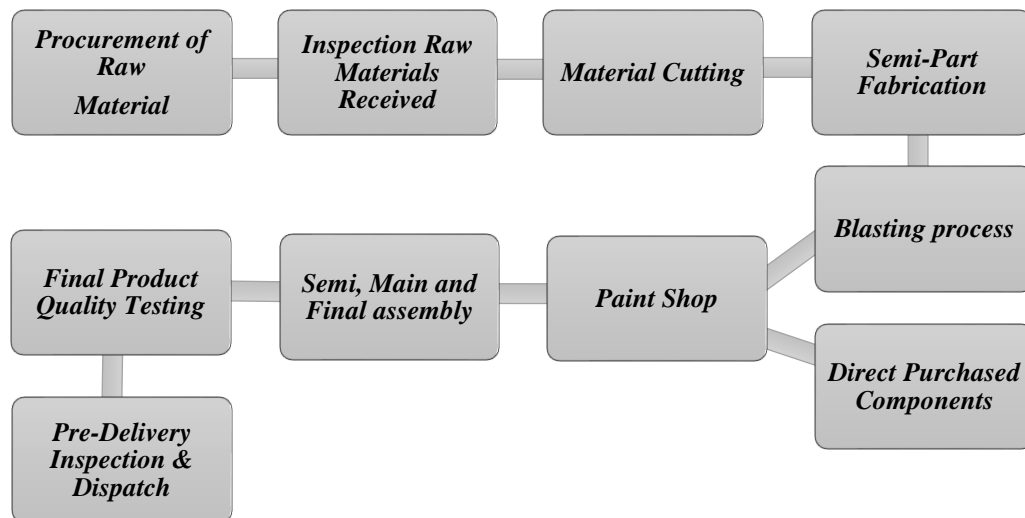 Procurement of
Raw
Material
Inspection Raw
Materials
Received
Material Cutting
Semi-Part
Fabrication
Blasting process
Final Product
Quality Testing
Semi, Main and
Final assembly
Paint Shop
Direct Purchased
Components
Pre-Delivery
Inspection &
Dispatch